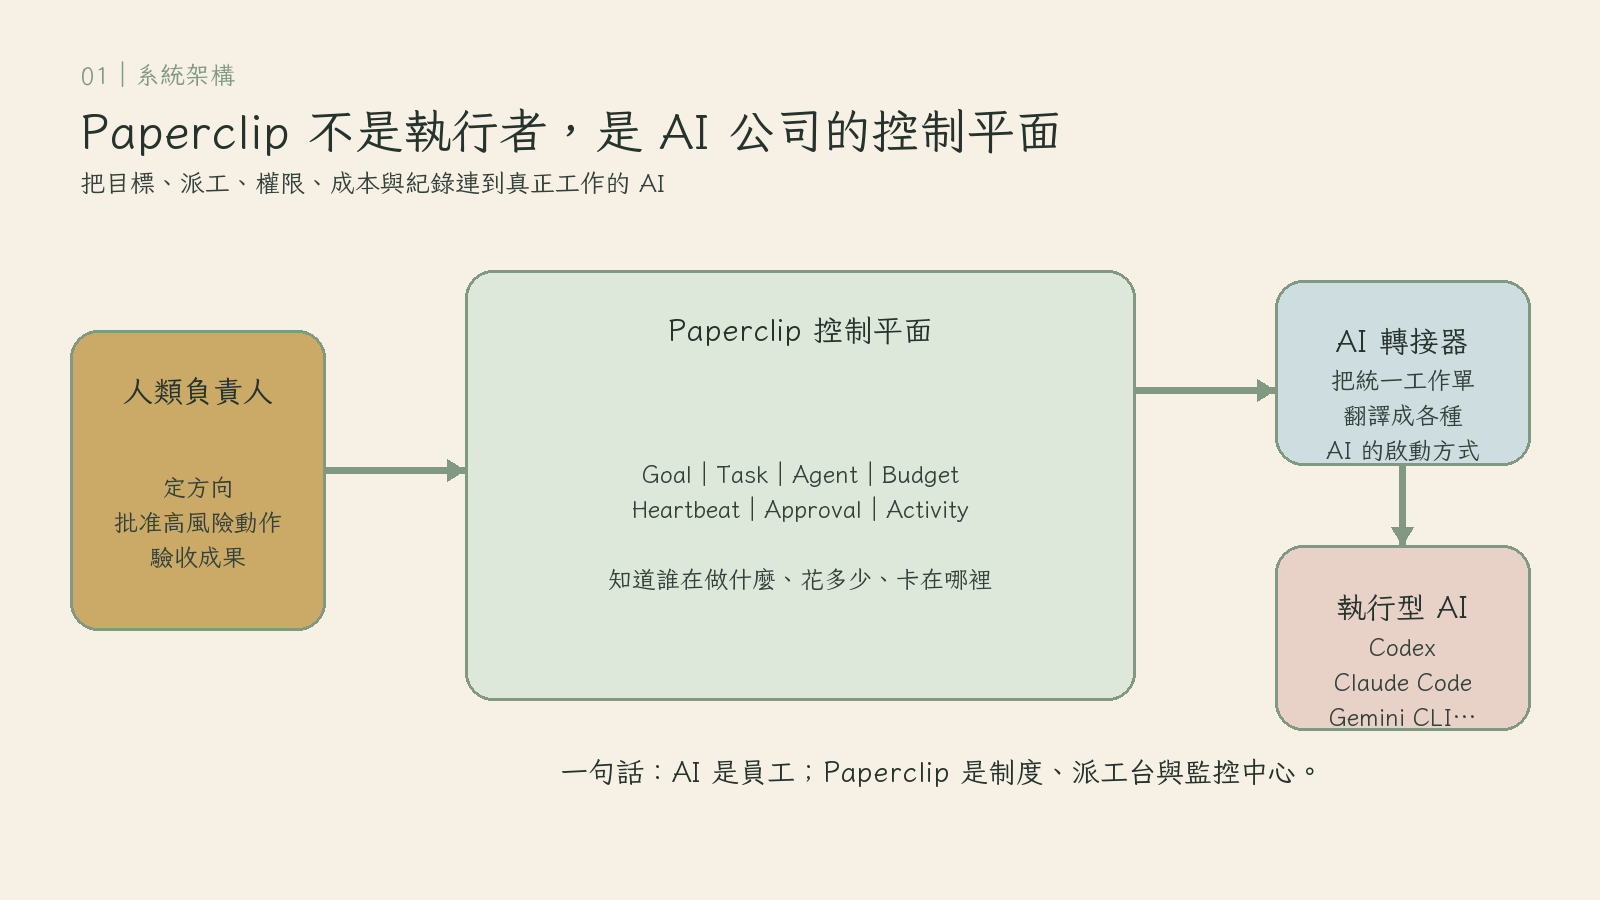 01｜系統架構
Paperclip 不是執行者，是 AI 公司的控制平面
把目標、派工、權限、成本與紀錄連到真正工作的 AI
人類負責人
定方向
批准高風險動作
驗收成果
Paperclip 控制平面
Goal｜Task｜Agent｜Budget
Heartbeat｜Approval｜Activity
知道誰在做什麼、花多少、卡在哪裡
AI 轉接器
把統一工作單
翻譯成各種
AI 的啟動方式
執行型 AI
Codex
Claude Code
Gemini CLI…
一句話：AI 是員工；Paperclip 是制度、派工台與監控中心。